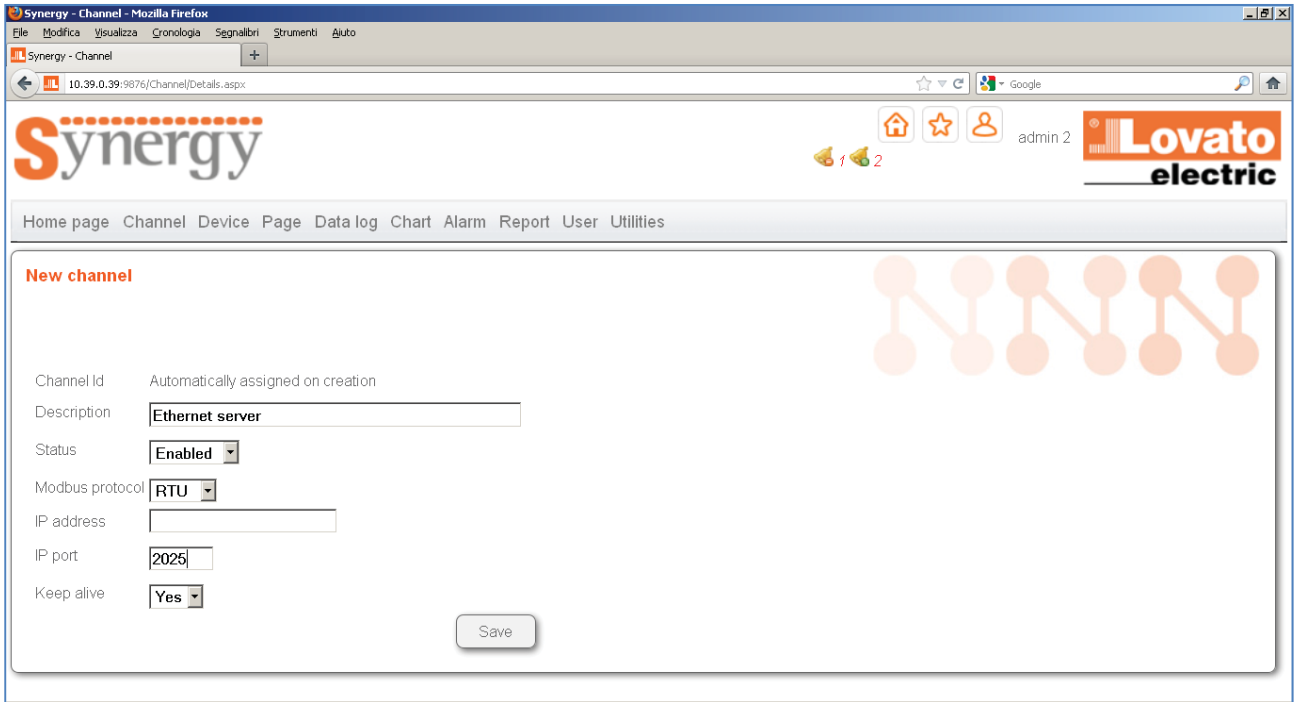 Synergy - Channel - Mozilla Firefox
File Modifica Visualizza Cronologia Segnalibri Strumenti Aiuto
Synergy - Channel
10.39.0.39:9876/Channel/Details.aspx
Google
Synergy
1 2
admin 2
Lovato
electric
Home page Channel Device Page Data log Chart Alarm Report User Utilities
New channel
Channel Id Automatically assigned on creation
Description Ethernet server
Status Enabled
Modbus protocol RTU
IP address
IP port 2025
Keep alive Yes
Save